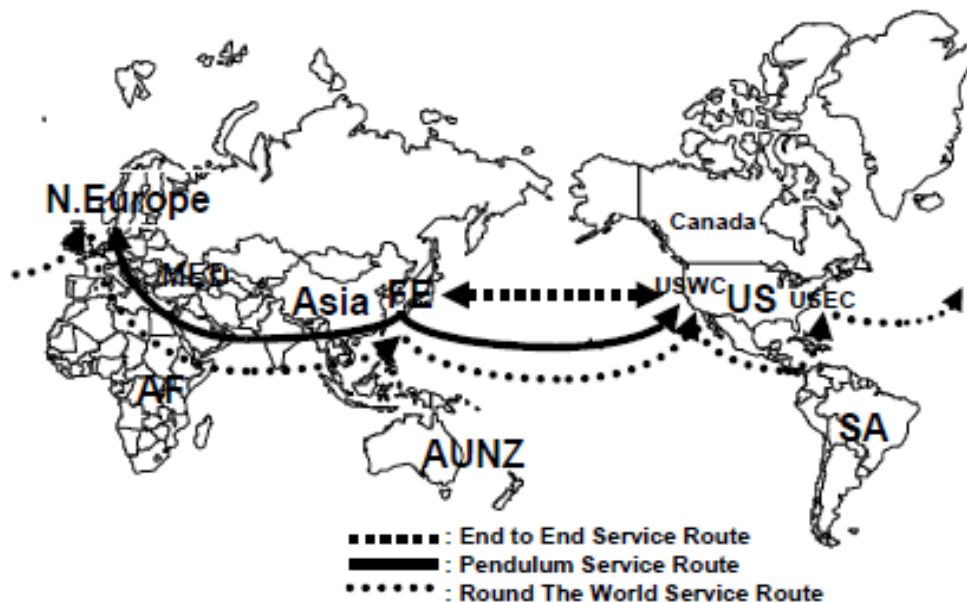 N.Europe
Canada
MED
USWC
Asia
FE
US
USEC
AF
SA
AUNZ
: End to End Service Route
: Pendulum Service Route
: Round The World Service Route